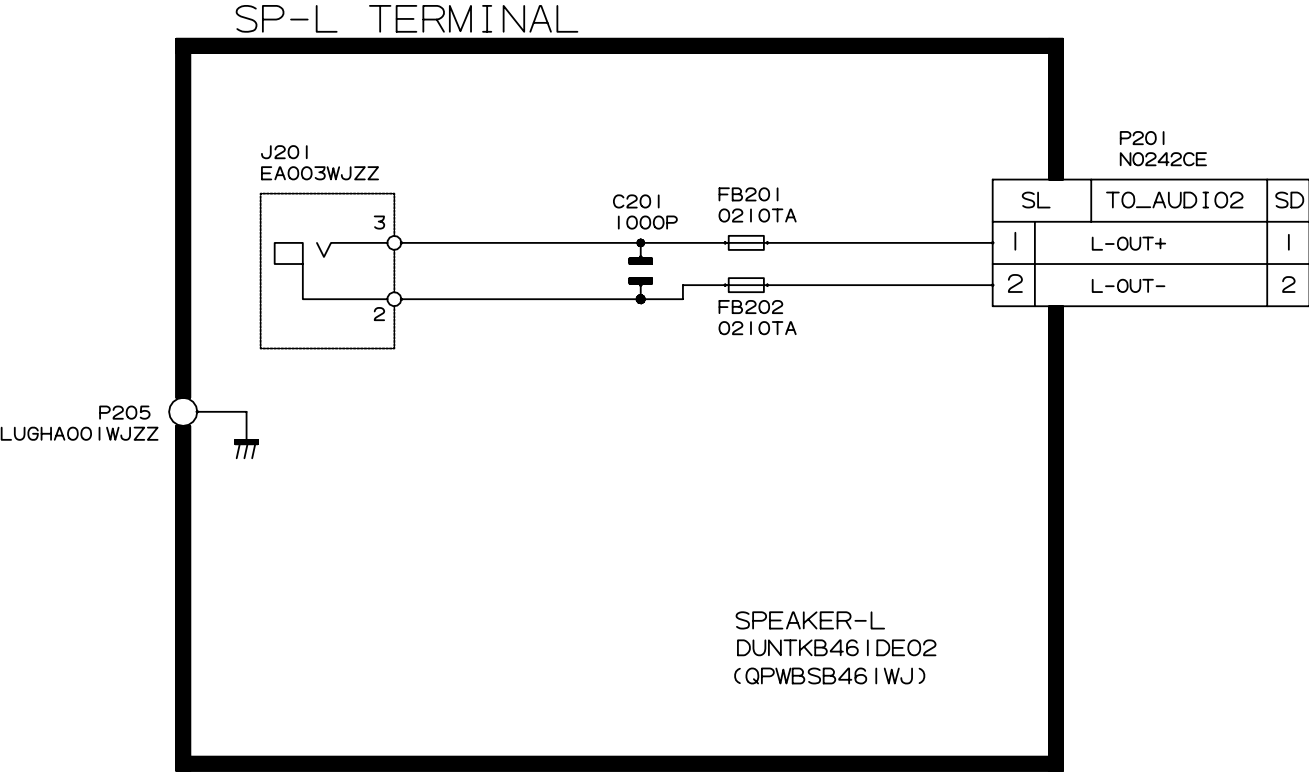 SP-L TERMINAL
J201
EA003WJZZ
3
2
C201
1000P
FB201
0210TA
FB202
0210TA
P201
N0242CE
SL TO_AUDIO2 SD
1 L-OUT+ 1
2 L-OUT- 2
P205
LUGHA001WJZZ
SPEAKER-L
DUNTKB461DE02
(QPWBSB461WJ)